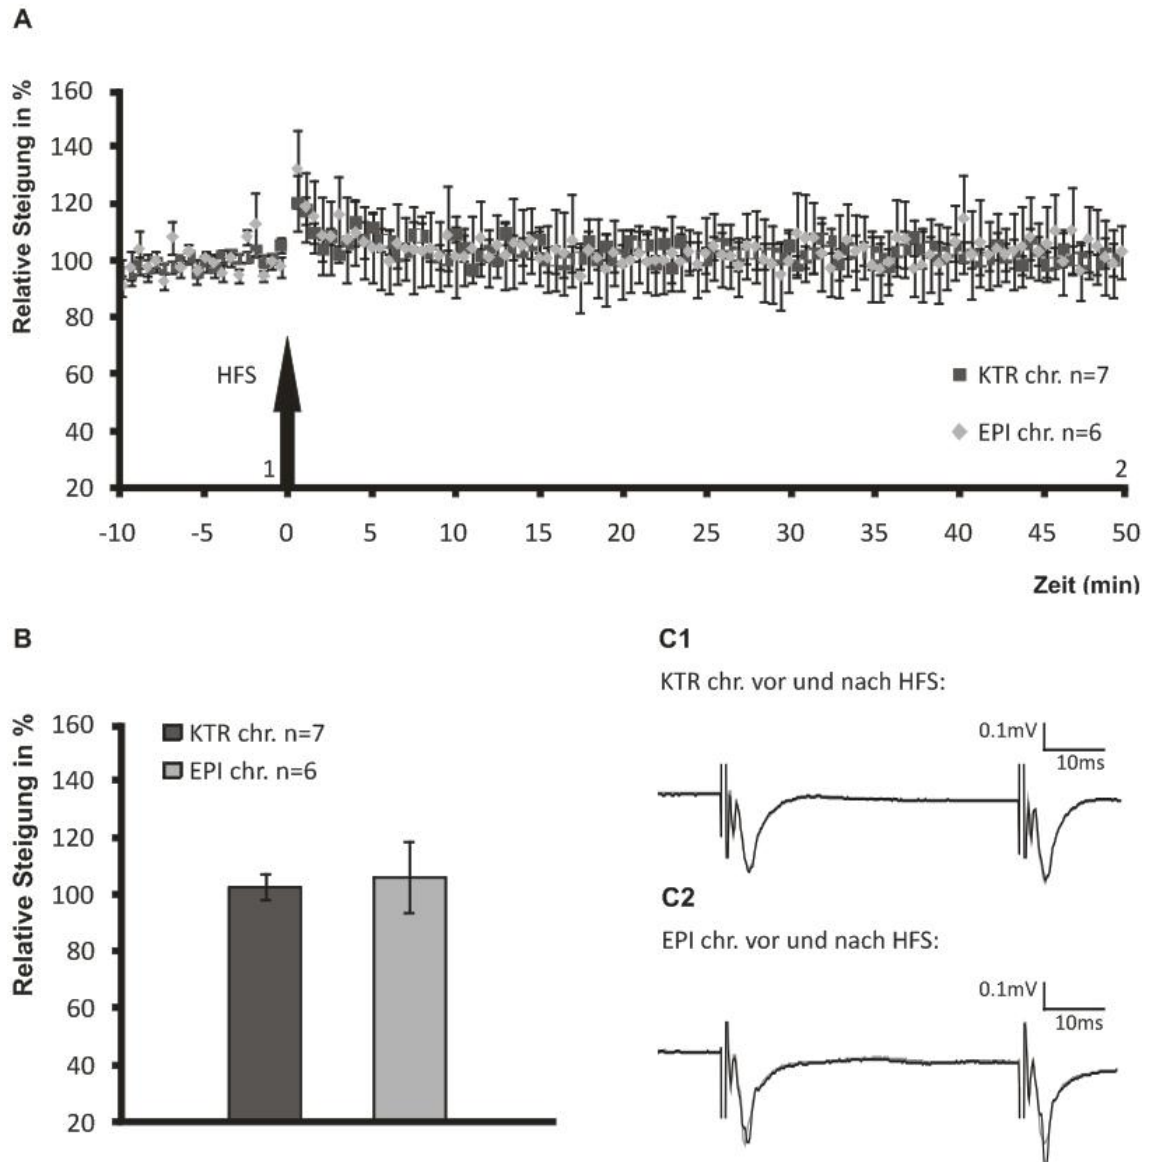 A
Relative Steigung in %
160
140
120
100
80
60
40
20
HFS
1
2
KTR chr. n=7
EPI chr. n=6
-10 -5 0 5 10 15 20 25 30 35 40 45 50
Zeit (min)
B
Relative Steigung in %
160
140
120
100
80
60
40
20
KTR chr. n=7
EPI chr. n=6
C1
KTR chr. vor und nach HFS:
0.1mV
10ms
C2
EPI chr. vor und nach HFS:
0.1mV
10ms